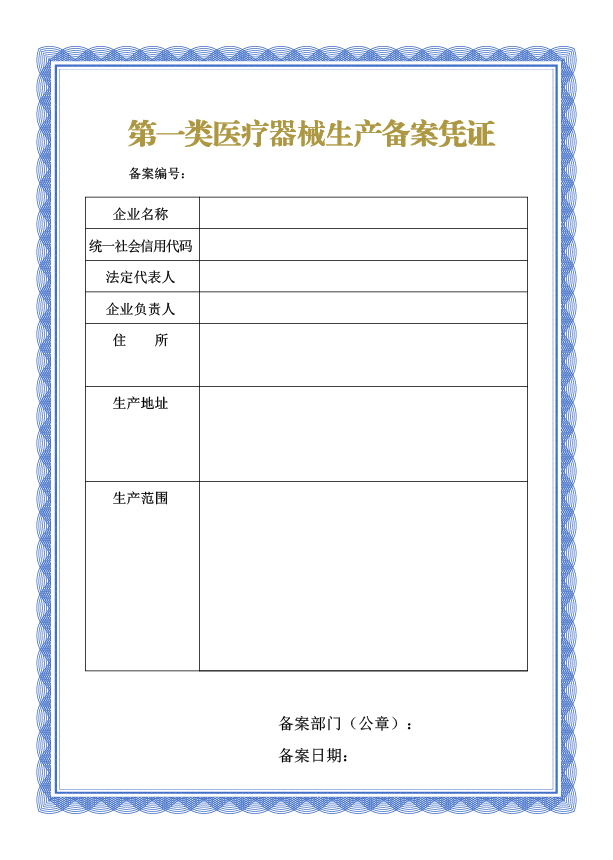 第一类医疗器械生产备案凭证
备案编号：
企业名称
统一社会信用代码
法定代表人
企业负责人
住　　所
生产地址
生产范围
备案部门（公章）：
备案日期：